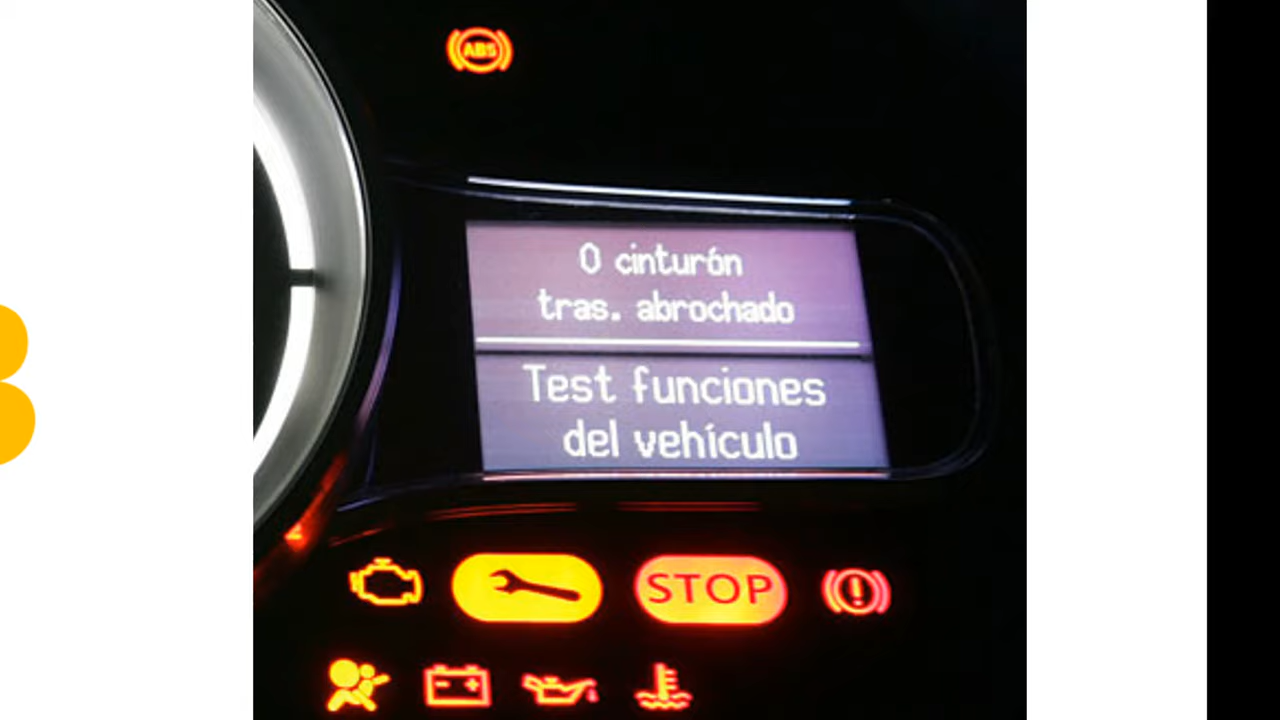 ABS
0 cinturón
tras. abrochado
Test funciones
del vehículo
STOP